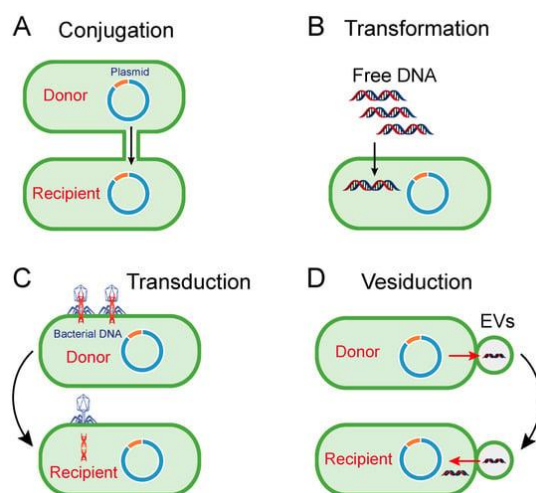 A Conjugation
Plasmid
Donor
Recipient
B Transformation
Free DNA
C Transduction
Bacterial DNA
Donor
Recipient
D Vesiduction
EVs
Donor
Recipient